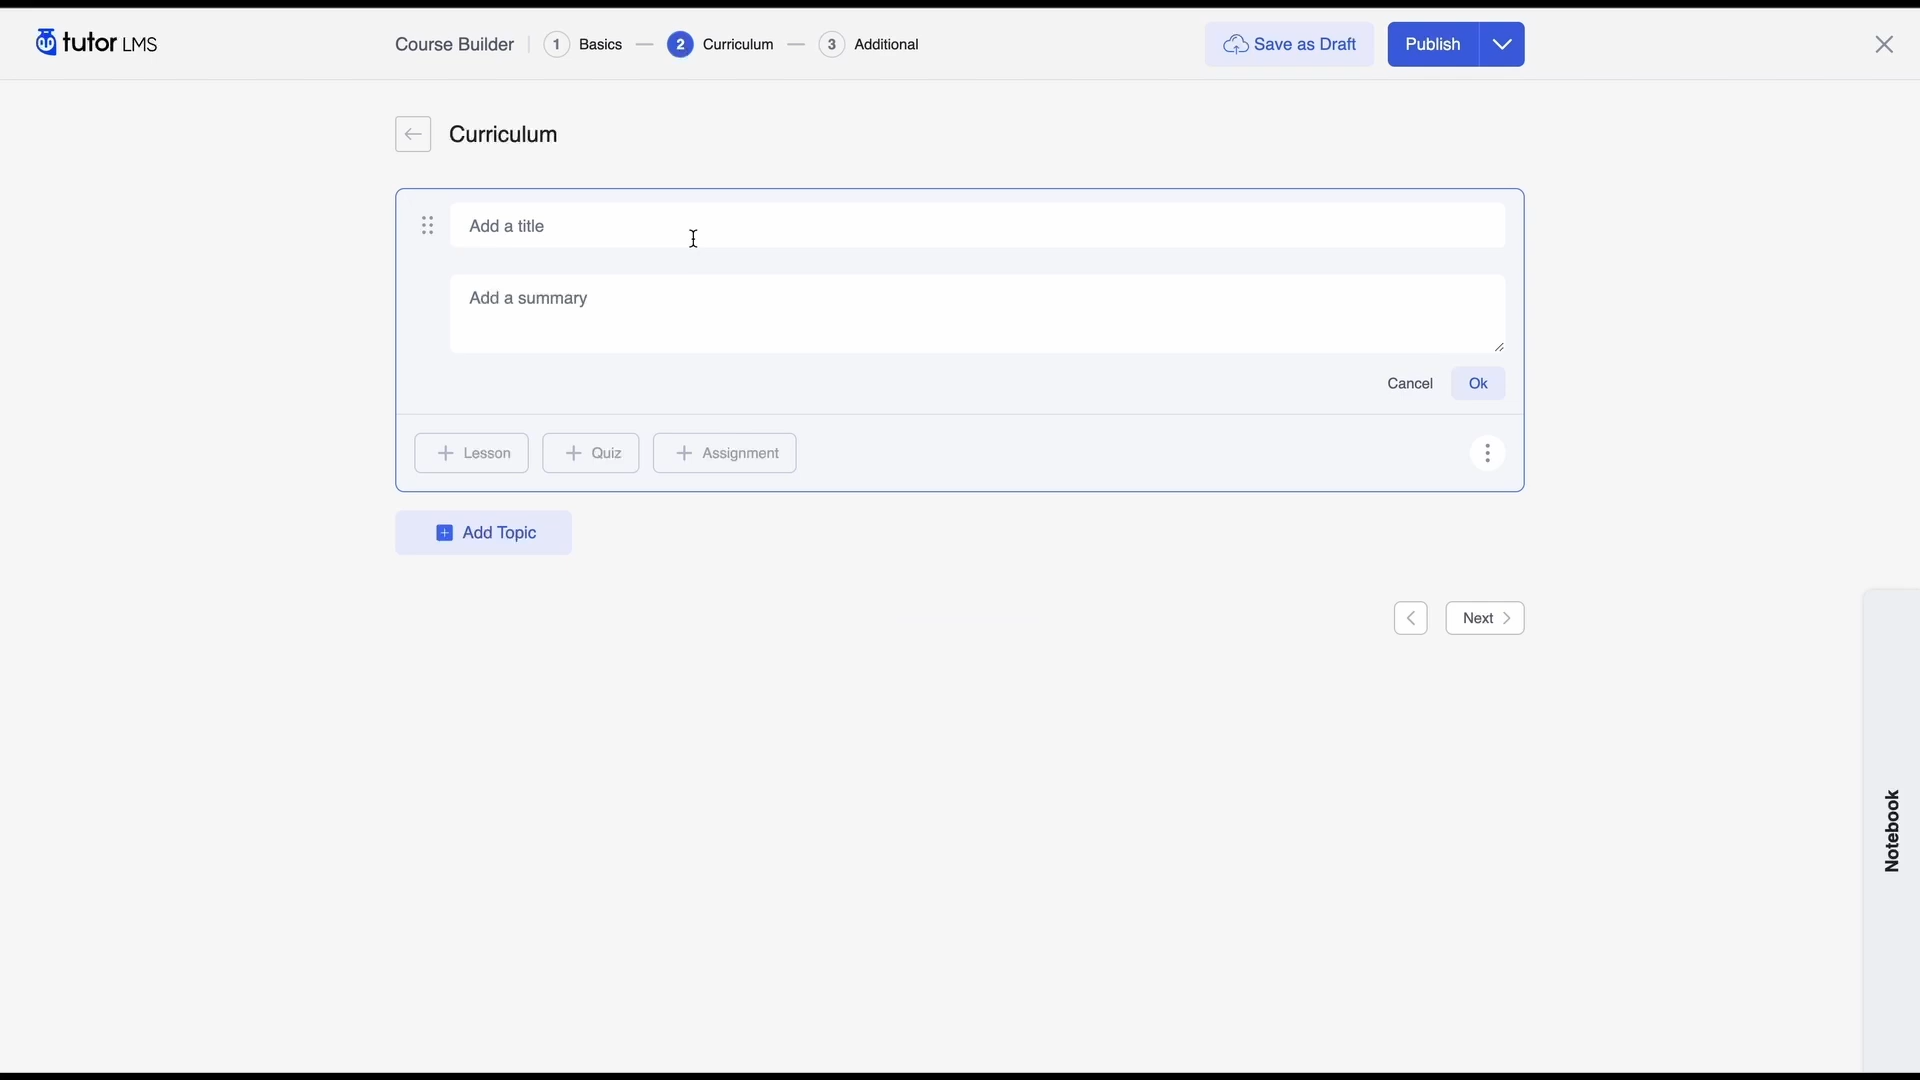 tutor LMS
Course Builder 1 Basics 2 Curriculum 3 Additional
Save as Draft Publish
Curriculum
Add a title
Add a summary
Cancel Ok
Lesson Quiz Assignment
Add Topic
Next
Notebook